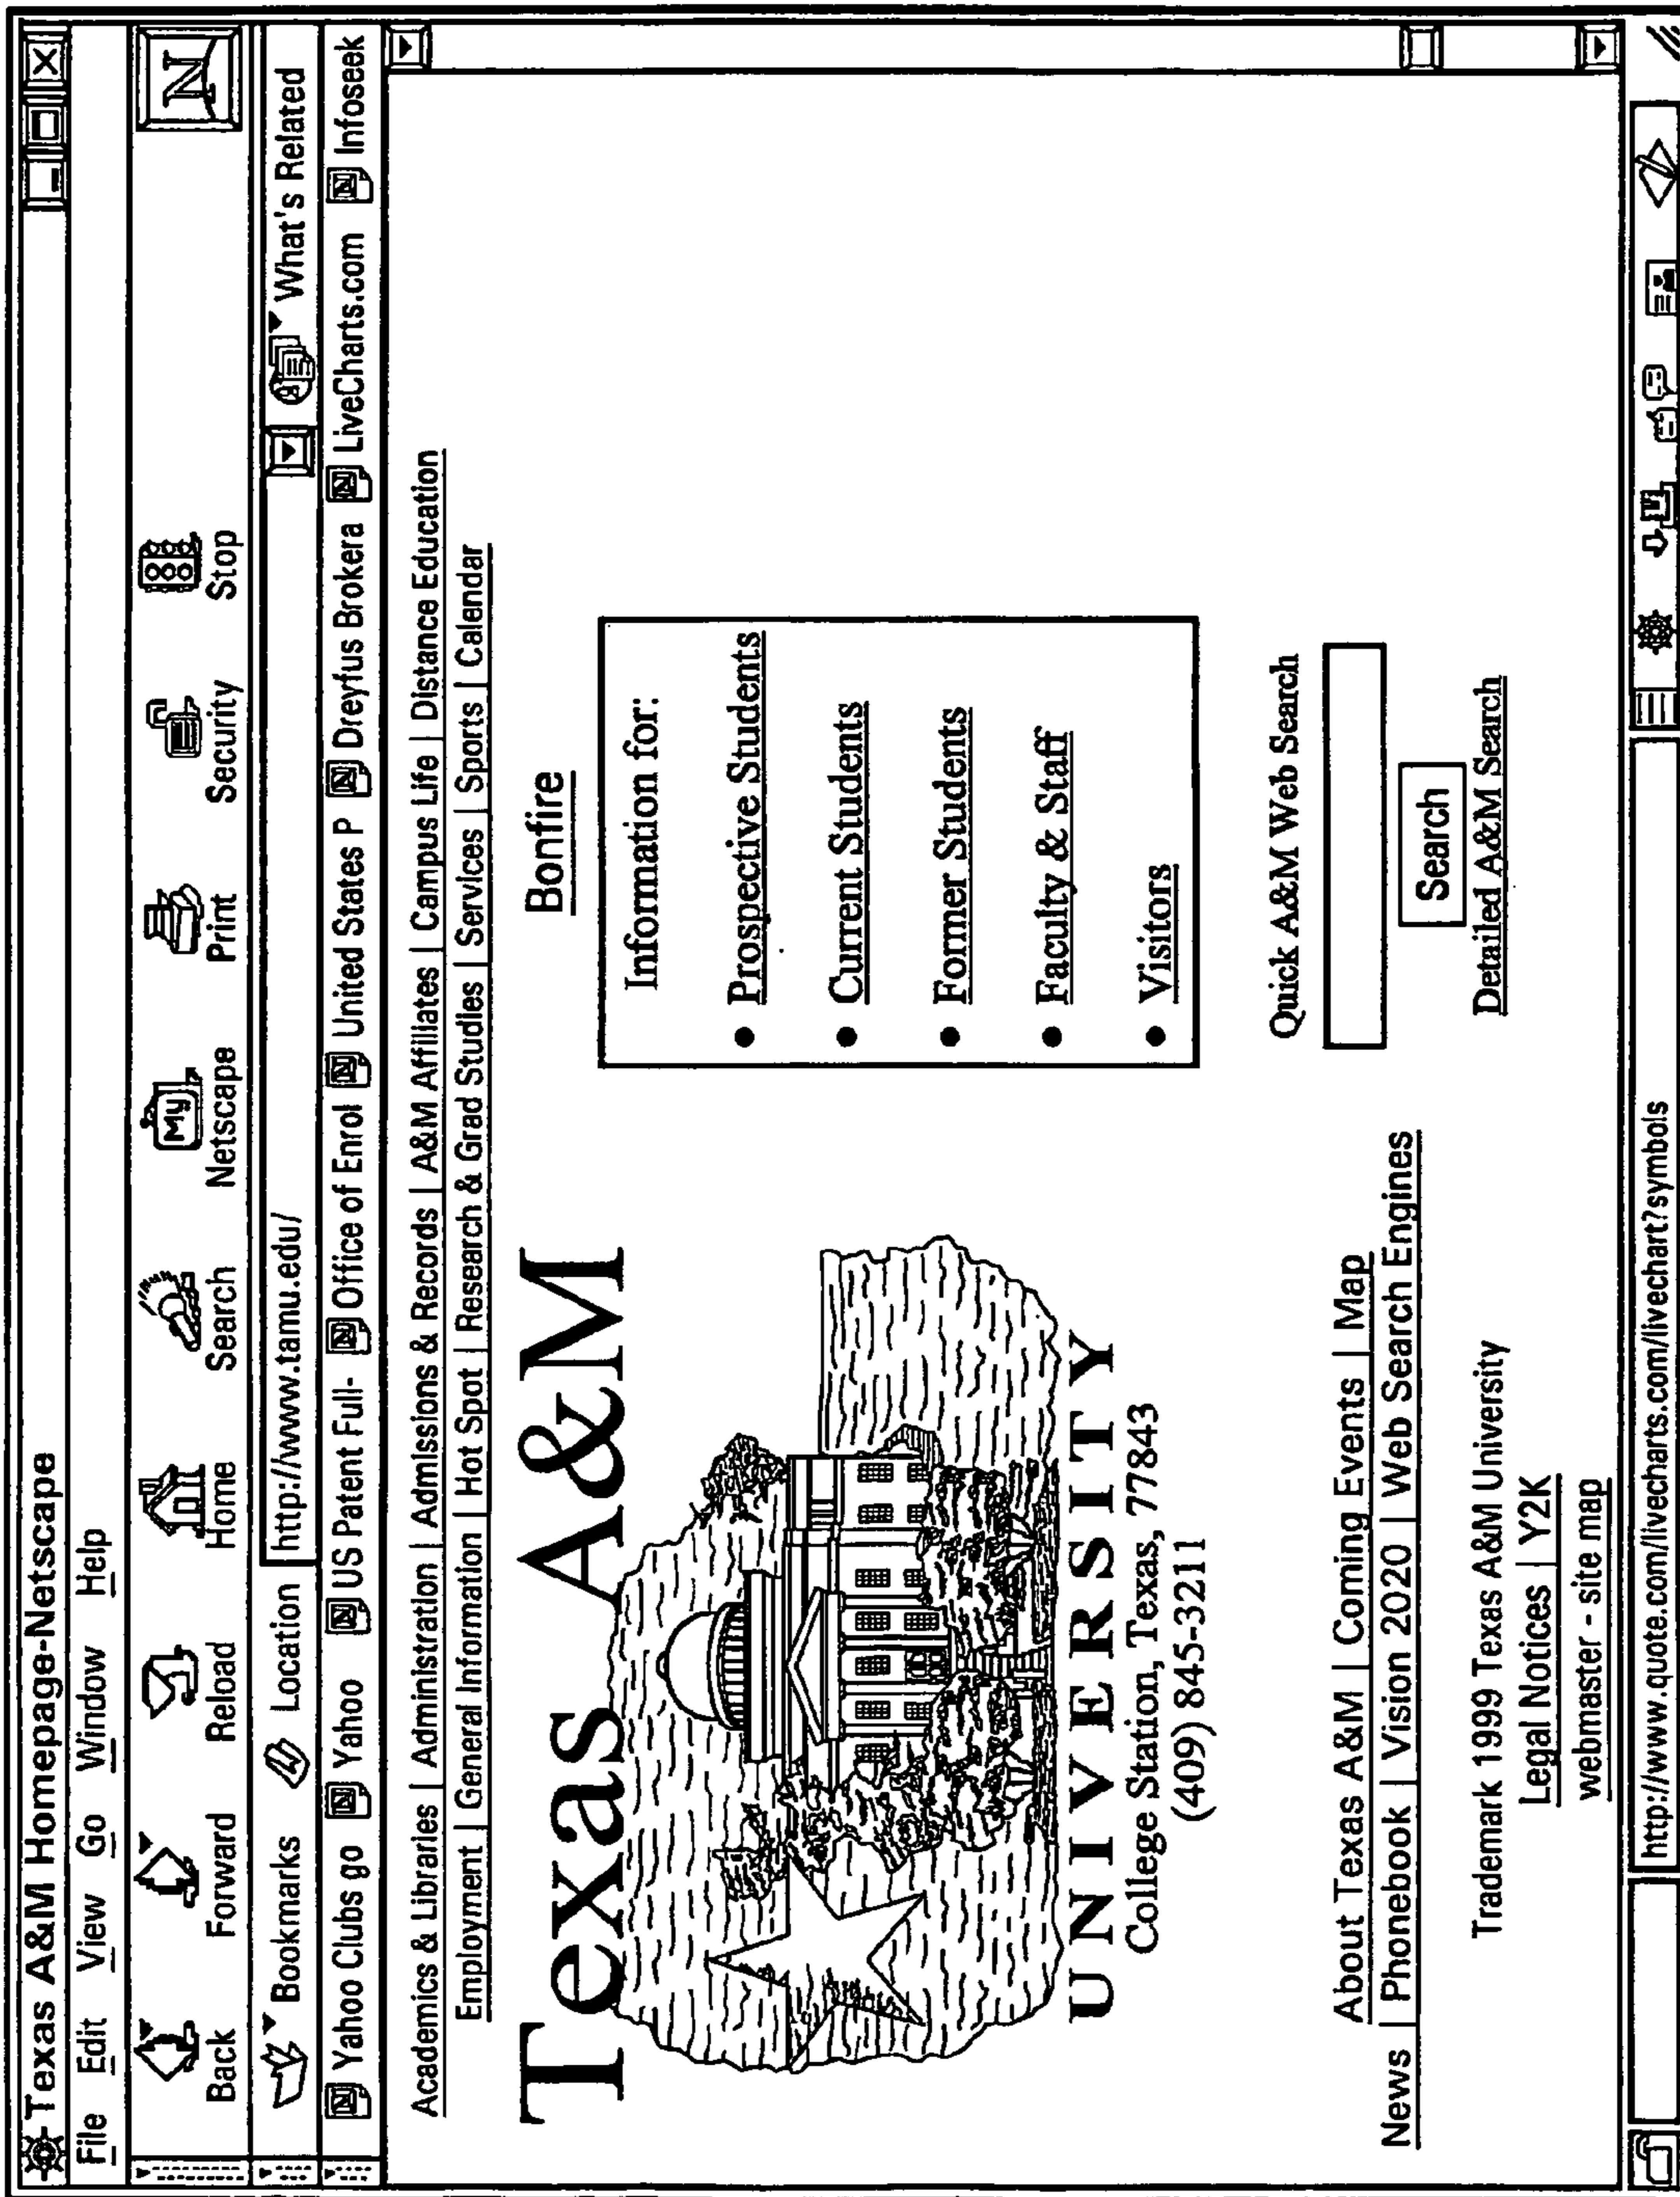 Texas A&M Homepage-Netscape
File Edit View Go Window Help
Back Forward Reload Home Search Netscape Print Security Stop
My
N
Bookmarks Location http://www.tamu.edu/ What's Related
Yahoo Clubs go Yahoo US Patent Full- Office of Enrol United States P Dreyfus Brokera LiveCharts.com Infoseek
Academics & Libraries | Administration | Admissions & Records | A&M Affiliates | Campus Life | Distance Education
Employment | General Information | Hot Spot | Research & Grad Studies | Services | Sports | Calendar
Texas A&M
UNIVERSITY
College Station, Texas, 77843
(409) 845-3211
Bonfire
Information for:
• Prospective Students
• Current Students
• Former Students
• Faculty & Staff
• Visitors
Quick A&M Web Search
Search
Detailed A&M Search
About Texas A&M | Coming Events | Map
News | Phonebook | Vision 2020 | Web Search Engines
Trademark 1999 Texas A&M University
Legal Notices | Y2K
webmaster - site map
http://www.quote.com/livecharts.com/livechart?symbols